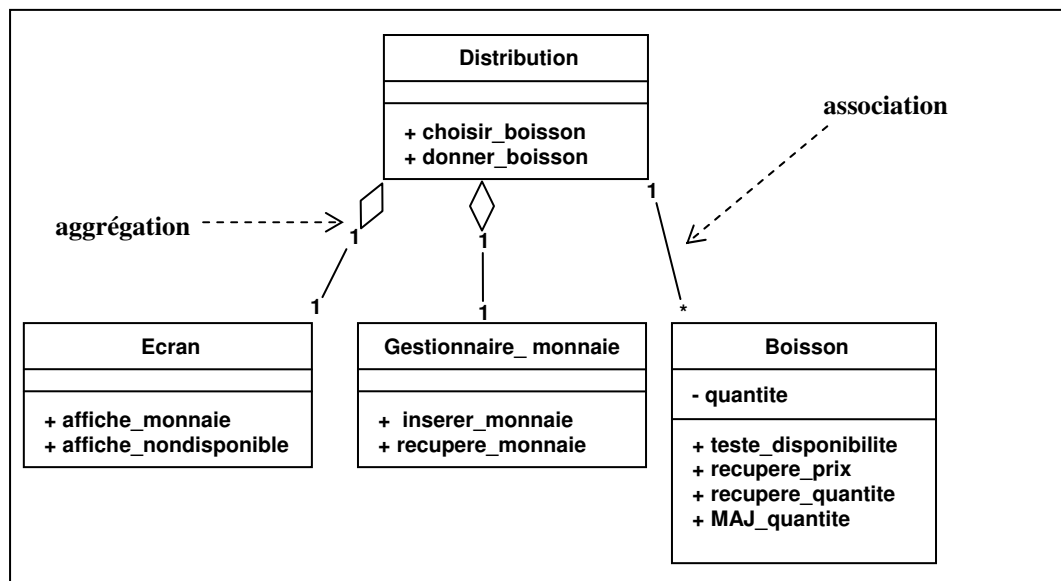 Distribution
+ choisir_boisson
+ donner_boisson
association
aggrégation
1
1
1
1
1
*
Ecran
+ affiche_monnaie
+ affiche_nondisponible
Gestionnaire_ monnaie
+ inserer_monnaie
+ recupere_monnaie
Boisson
- quantite
+ teste_disponibilite
+ recupere_prix
+ recupere_quantite
+ MAJ_quantite